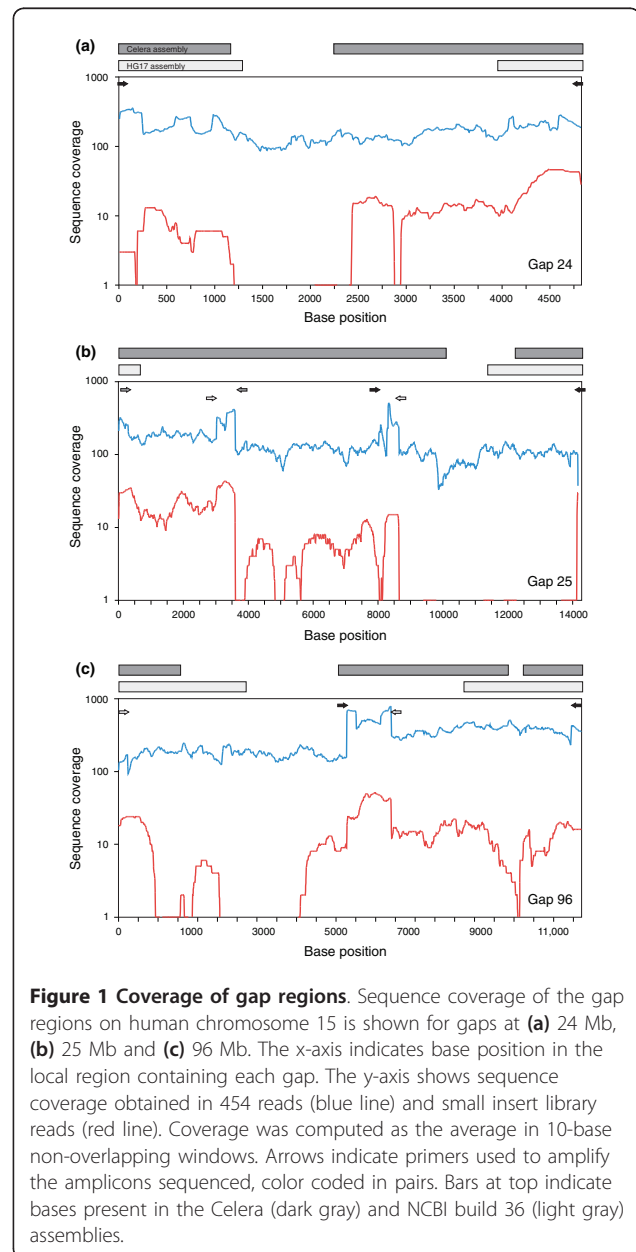 (a)
Celera assembly
HG17 assembly
1000
100
10
1
Sequence coverage
Gap 24
0 500 1000 1500 2000 2500 3000 3500 4000 4500
Base position
(b)
1000
100
10
1
Sequence coverage
Gap 25
0 2000 4000 6000 8000 10000 12000 14000
Base position
(c)
1000
100
10
1
Sequence coverage
Gap 96
0 1000 3000 5000 7000 9000 11,000
Base position
Figure 1 Coverage of gap regions. Sequence coverage of the gap
regions on human chromosome 15 is shown for gaps at (a) 24 Mb,
(b) 25 Mb and (c) 96 Mb. The x-axis indicates base position in the
local region containing each gap. The y-axis shows sequence
coverage obtained in 454 reads (blue line) and small insert library
reads (red line). Coverage was computed as the average in 10-base
non-overlapping windows. Arrows indicate primers used to amplify
the amplicons sequenced, color coded in pairs. Bars at top indicate
bases present in the Celera (dark gray) and NCBI build 36 (light gray)
assemblies.